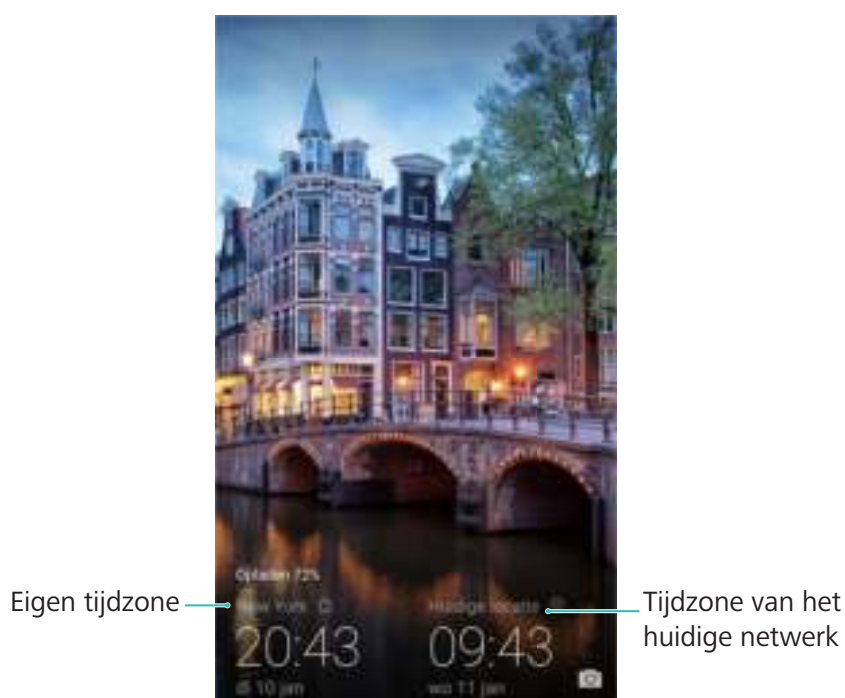 Opladen 72%
New York
Huidige locatie
Eigen tijdzone
Tijdzone van het
huidige netwerk
20:43
09:43
di 10 jan
wo 11 jan